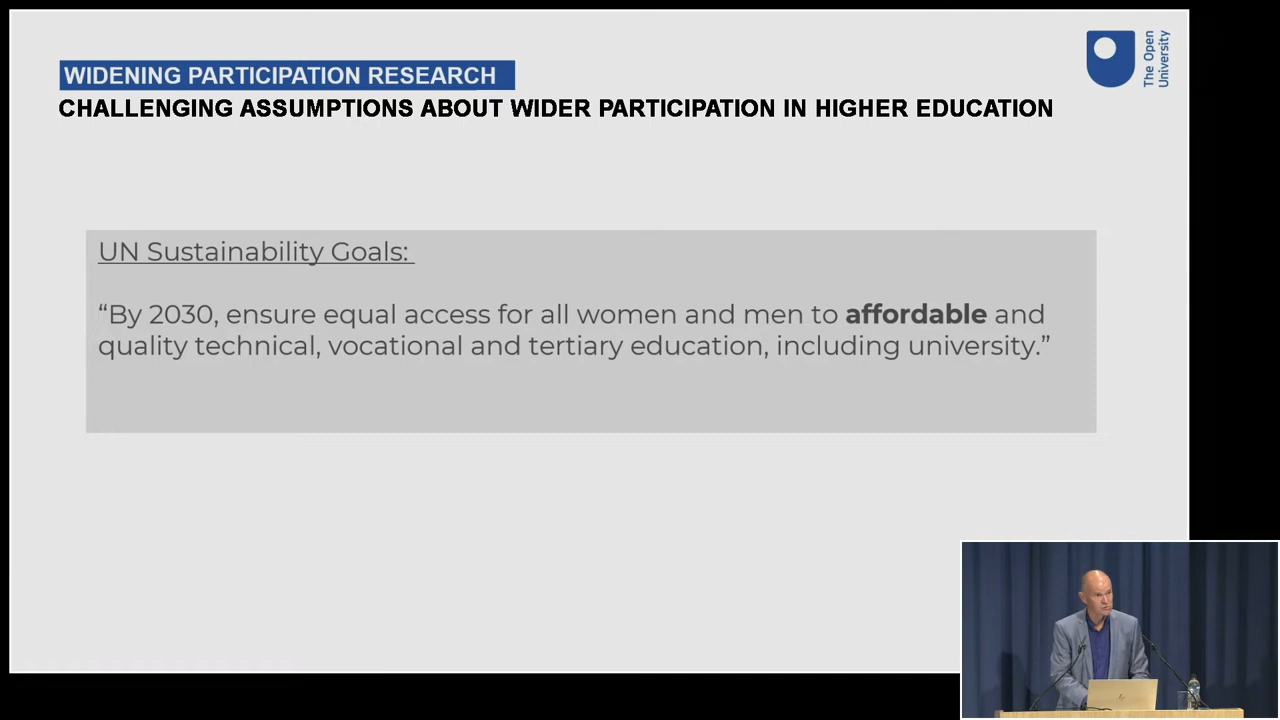 WIDENING PARTICIPATION RESEARCH
CHALLENGING ASSUMPTIONS ABOUT WIDER PARTICIPATION IN HIGHER EDUCATION
The Open
University
UN Sustainability Goals:
“By 2030, ensure equal access for all women and men to affordable and
quality technical, vocational and tertiary education, including university.”